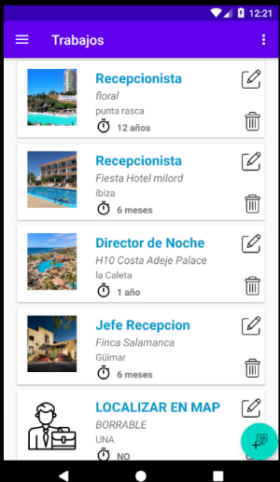 12:21
Trabajos
Recepcionista
floral
punta rasca
12 años
Recepcionista
Fiesta Hotel milord
ibiza
6 meses
Director de Noche
H10 Costa Adeje Palace
la Caleta
1 año
Jefe Recepcion
Finca Salamanca
Güimar
6 meses
LOCALIZAR EN MAP
BORRABLE
UNA
NO